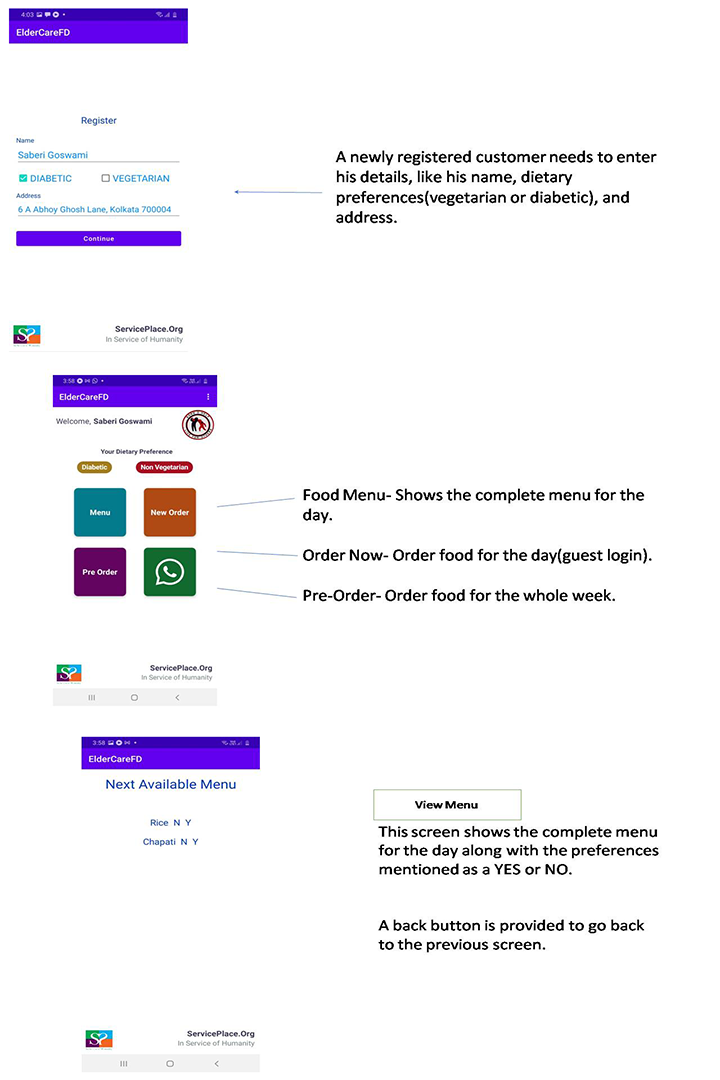 4:03
ElderCareFD
Register
Name
Saberi Goswami
DIABETIC VEGETARIAN
Address
6 A Abhoy Ghosh Lane, Kolkata 700004
Continue
A newly registered customer needs to enter
his details, like his name, dietary
preferences(vegetarian or diabetic), and
address.
SP
ServicePlace.Org
In Service of Humanity
3:58
ElderCareFD
Welcome, Saberi Goswami
Your Dietary Preference
Diabetic Non Vegetarian
Menu New Order
Pre Order
Food Menu- Shows the complete menu for the
day.
Order Now- Order food for the day(guest login).
Pre-Order- Order food for the whole week.
SP
ServicePlace.Org
In Service of Humanity
3:58
ElderCareFD
Next Available Menu
Rice N Y
Chapati N Y
View Menu
This screen shows the complete menu
for the day along with the preferences
mentioned as a YES or NO.
A back button is provided to go back
to the previous screen.
SP
ServicePlace.Org
In Service of Humanity